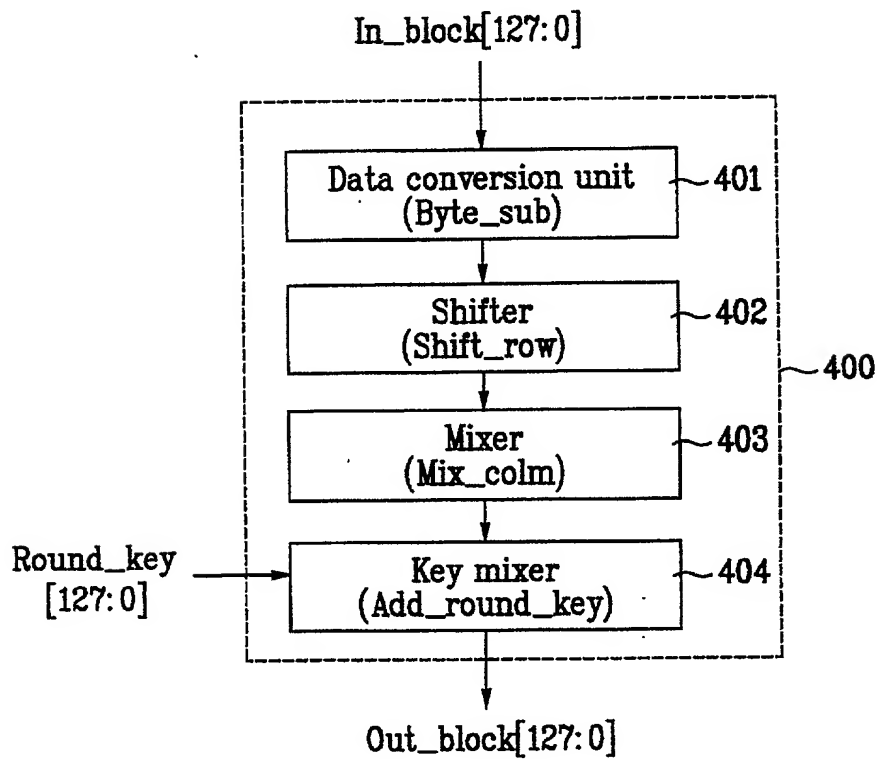 In_block[127:0]
Data conversion unit
(Byte_sub)
401
Shifter
(Shift_row)
402
400
Mixer
(Mix_colm)
403
Round_key
[127:0]
Key mixer
(Add_round_key)
404
Out_block[127:0]